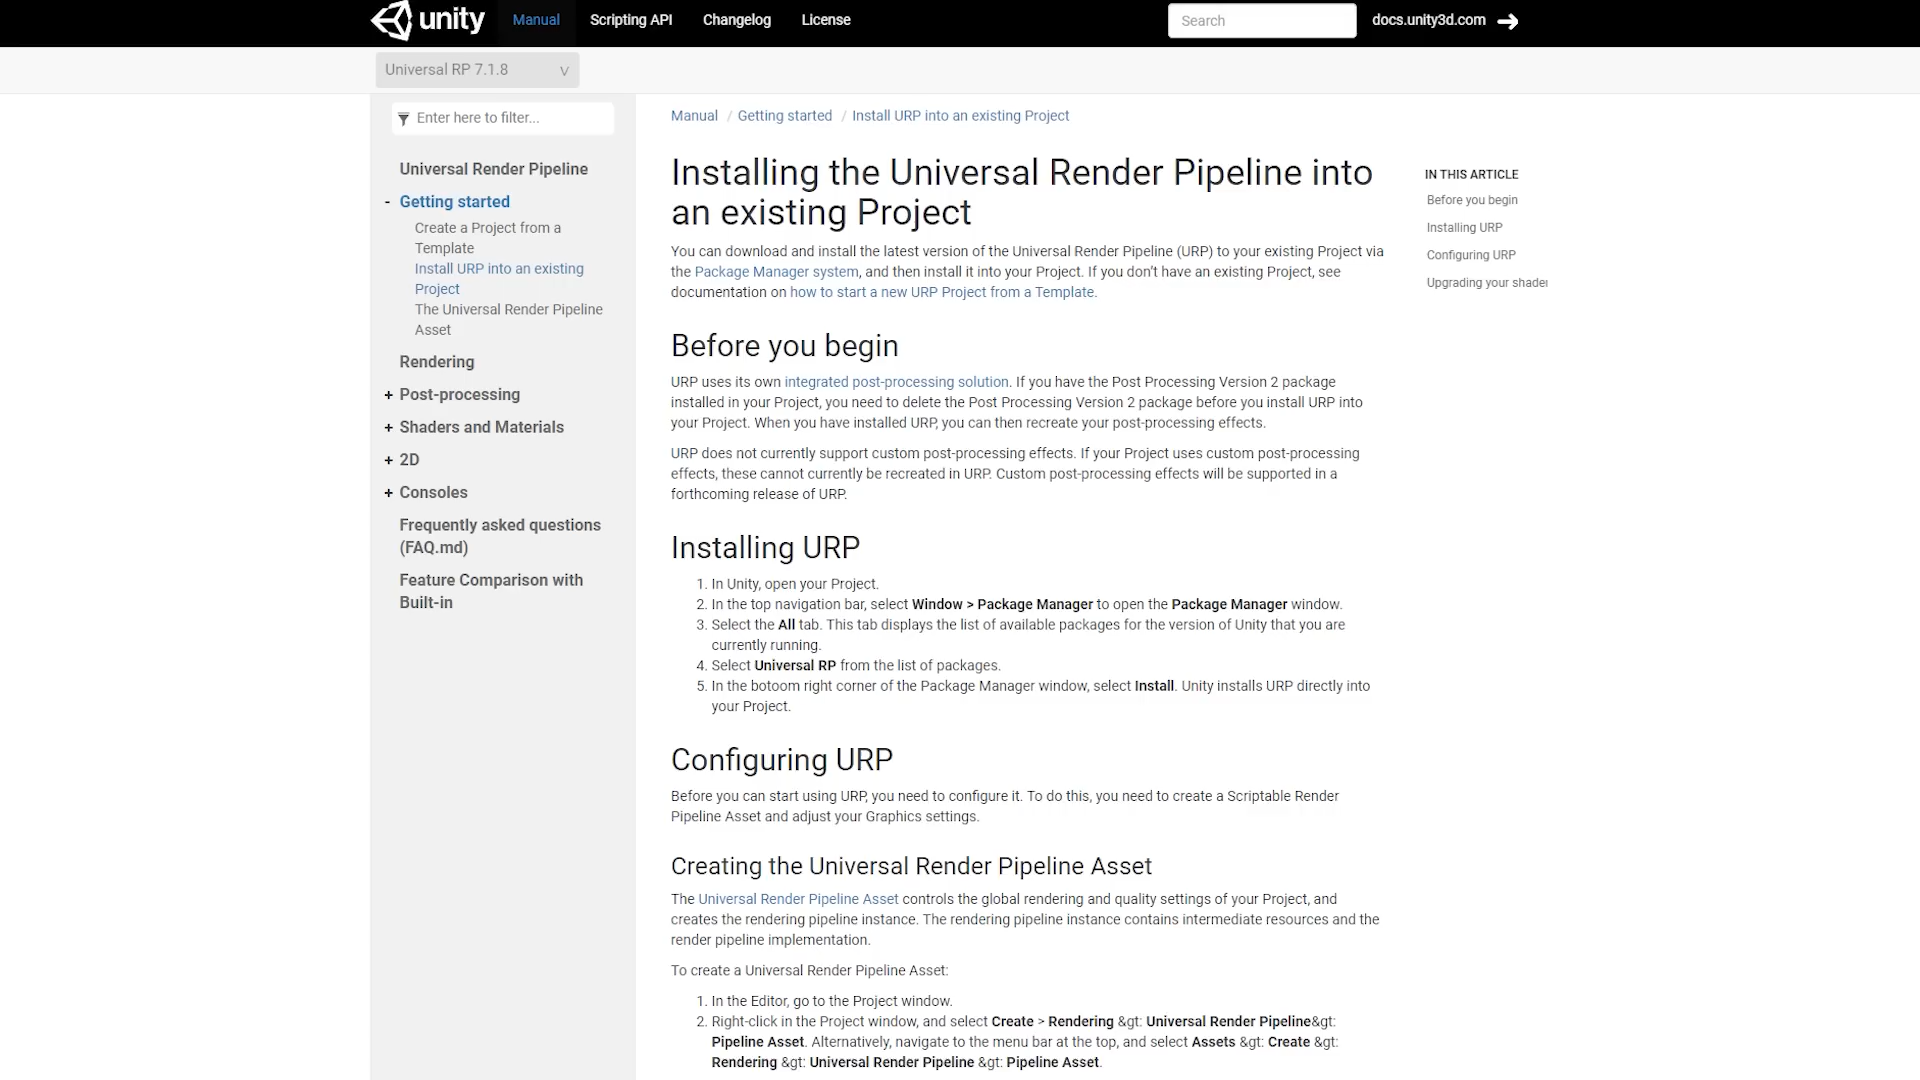 unity
Manual
Scripting API
Changelog
License
Search
docs.unity3d.com
Universal RP 7.1.8
Enter here to filter...
Universal Render Pipeline
- Getting started
Create a Project from a
Template
Install URP into an existing
Project
The Universal Render Pipeline
Asset
Rendering
+ Post-processing
+ Shaders and Materials
+ 2D
+ Consoles
Frequently asked questions
(FAQ.md)
Feature Comparison with
Built-in
Manual / Getting started / Install URP into an existing Project
Installing the Universal Render Pipeline into
an existing Project
You can download and install the latest version of the Universal Render Pipeline (URP) to your existing Project via
the Package Manager system, and then install it into your Project. If you don’t have an existing Project, see
documentation on how to start a new URP Project from a Template.
Before you begin
URP uses its own integrated post-processing solution. If you have the Post Processing Version 2 package
installed in your Project, you need to delete the Post Processing Version 2 package before you install URP into
your Project. When you have installed URP, you can then recreate your post-processing effects.
URP does not currently support custom post-processing effects. If your Project uses custom post-processing
effects, these cannot currently be recreated in URP. Custom post-processing effects will be supported in a
forthcoming release of URP.
Installing URP
1. In Unity, open your Project.
2. In the top navigation bar, select Window > Package Manager to open the Package Manager window.
3. Select the All tab. This tab displays the list of available packages for the version of Unity that you are
currently running.
4. Select Universal RP from the list of packages.
5. In the botoom right corner of the Package Manager window, select Install. Unity installs URP directly into
your Project.
Configuring URP
Before you can start using URP, you need to configure it. To do this, you need to create a Scriptable Render
Pipeline Asset and adjust your Graphics settings.
Creating the Universal Render Pipeline Asset
The Universal Render Pipeline Asset controls the global rendering and quality settings of your Project, and
creates the rendering pipeline instance. The rendering pipeline instance contains intermediate resources and the
render pipeline implementation.
To create a Universal Render Pipeline Asset:
1. In the Editor, go to the Project window.
2. Right-click in the Project window, and select Create > Rendering &gt: Universal Render Pipeline&gt:
Pipeline Asset. Alternatively, navigate to the menu bar at the top, and select Assets &gt: Create &gt:
Rendering &gt: Universal Render Pipeline &gt: Pipeline Asset.
IN THIS ARTICLE
Before you begin
Installing URP
Configuring URP
Upgrading your shader